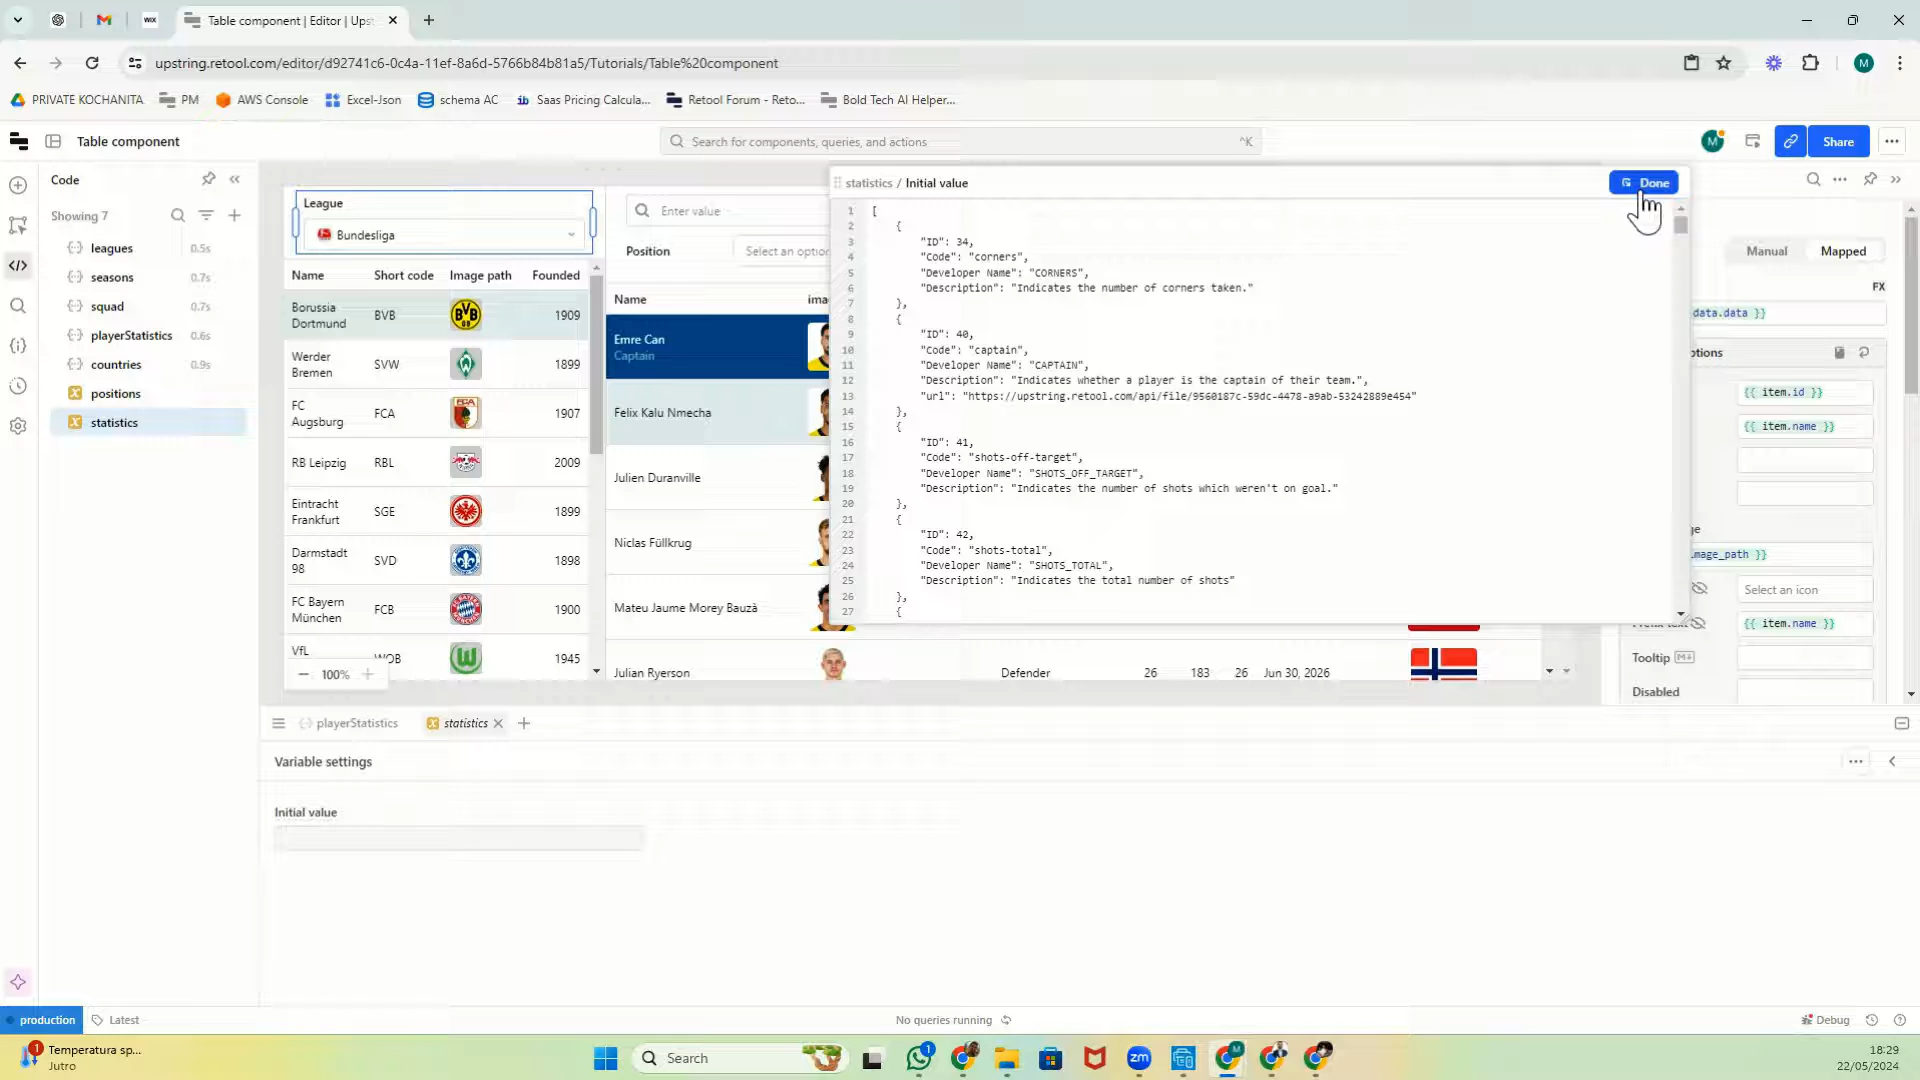 Table component | Editor | Ups
upstring.retool.com/editor/d92741c6-0c4a-11ef-8a6d-5766b84b81a5/Tutorials/Table%20component
M
PRIVATE KOCHANITA
PM
AWS Console
Excel-Json
schema AC
Saas Pricing Calcula...
Retool Forum - Reto...
Bold Tech AI Helper...
Table component
Search for components, queries, and actions
^K
M
Share
Code
Showing 7
leagues 0.5s
seasons 0.7s
squad 0.7s
playerStatistics 0.6s
countries 0.9s
positions
statistics
League
Bundesliga
Name Short code Image path Founded
Borussia Dortmund BVB 1909
Werder Bremen SVW 1899
FC Augsburg FCA 1907
RB Leipzig RBL 2009
Eintracht Frankfurt SGE 1899
Darmstadt 98 SVD 1898
FC Bayern München FCB 1900
VfL WOB 1945
100%
Enter value
Position
Select an option
Name
ima
Emre Can
Captain
Felix Kalu Nmecha
Julien Duranville
Niclas Füllkrug
Mateu Jaume Morey Bauzà
Julian Ryerson Defender 26 183 26 Jun 30, 2026
statistics / Initial value
Done
1 [
2 {
3 "ID": 34,
4 "Code": "corners",
5 "Developer Name": "CORNERS",
6 "Description": "Indicates the number of corners taken."
7 },
8 {
9 "ID": 40,
10 "Code": "captain",
11 "Developer Name": "CAPTAIN",
12 "Description": "Indicates whether a player is the captain of their team.",
13 "url": "https://upstring.retool.com/api/file/9560187c-59dc-4478-a9ab-53242889e454"
14 },
15 {
16 "ID": 41,
17 "Code": "shots-off-target",
18 "Developer Name": "SHOTS_OFF_TARGET",
19 "Description": "Indicates the number of shots which weren't on goal."
20 },
21 {
22 "ID": 42,
23 "Code": "shots-total",
24 "Developer Name": "SHOTS_TOTAL",
25 "Description": "Indicates the total number of shots"
26 },
27 {
Manual
Mapped
FX
data.data }}
ptions
{{ item.id }}
{{ item.name }}
ge
.mage_path }}
Select an icon
{{ item.name }}
Tooltip
Disabled
playerStatistics
statistics
Variable settings
Initial value
production
Latest
No queries running
Debug
1
Temperatura sp...
Jutro
Search
1
zm
M
18:29
22/05/2024